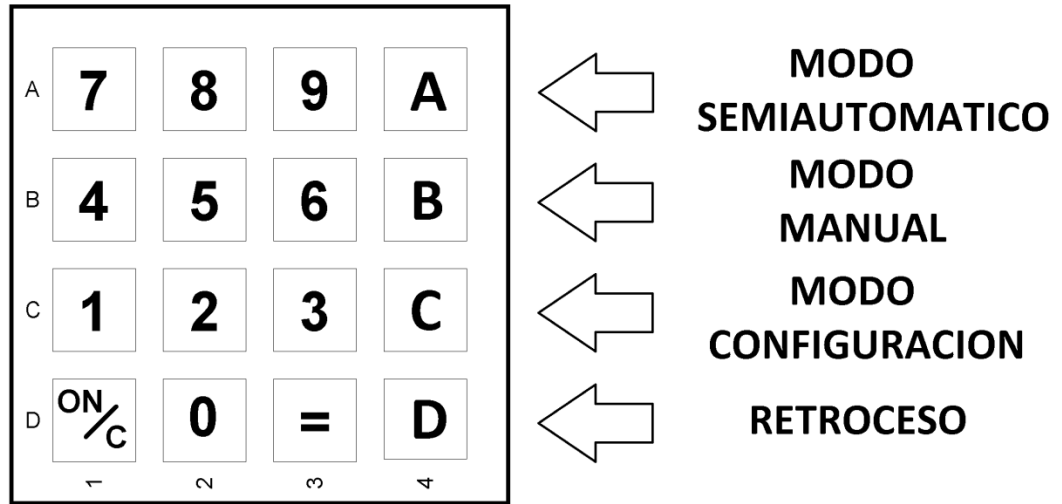 A 7 8 9 A
MODO
SEMIAUTOMATICO
B 4 5 6 B
MODO
MANUAL
C 1 2 3 C
MODO
CONFIGURACION
D ON/C 0 = D
RETROCESO
1 2 3 4